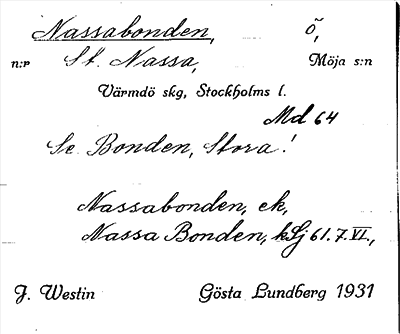 Nassabonden, ö,
n:r St. Nassa, Möja s:n
Värmdö skg, Stockholms l.
Md 64
Se Bonden, Stora!
Nassabonden, ek,
Nassa Bonden, kSj 61.7.VI.,
J. Westin Gösta Lundberg 1931